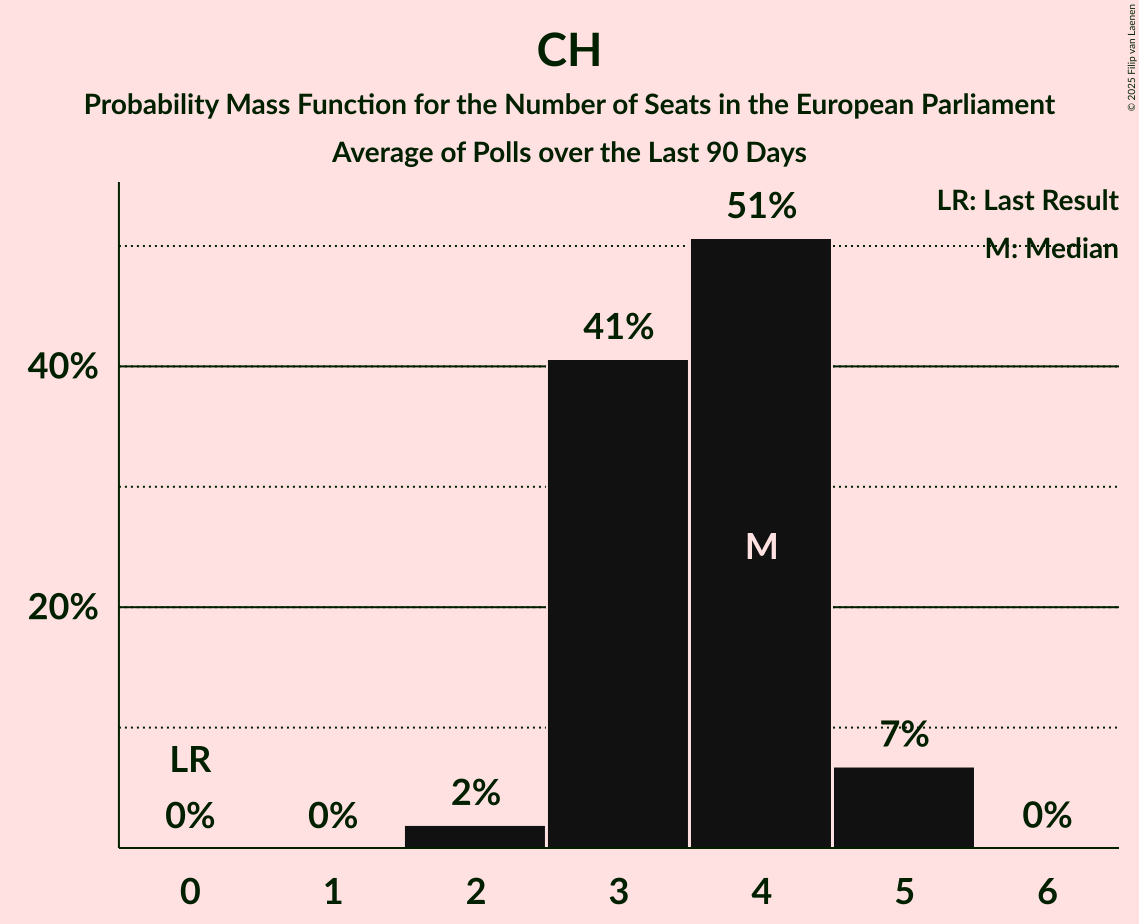 CH
Probability Mass Function for the Number of Seats in the European Parliament
Average of Polls over the Last 90 Days
© 2025 Filip van Laenen
LR: Last Result
M: Median
51%
41%
40%
M
20%
7%
LR
2%
0%
0%
0%
0 1 2 3 4 5 6